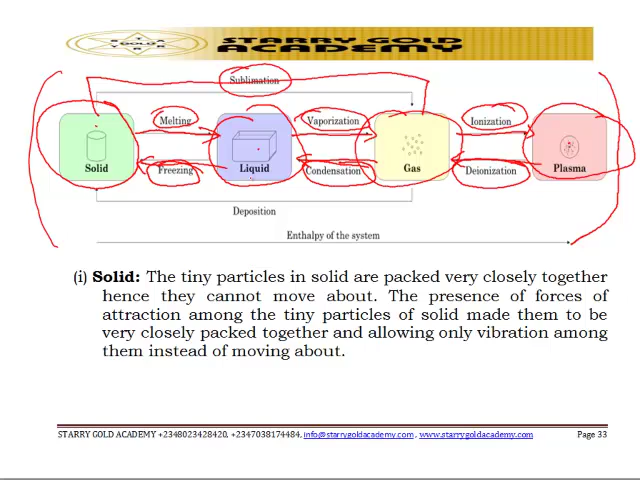 STARRY GOLD
ACADEMY
Sublimation
Melting
Vaporization
Ionization
Solid
Liquid
Gas
Plasma
Freezing
Condensation
Deionization
Deposition
Enthalpy of the system
(i) Solid: The tiny particles in solid are packed very closely together
hence they cannot move about. The presence of forces of
attraction among the tiny particles of solid made them to be
very closely packed together and allowing only vibration among
them instead of moving about.
STARRY GOLD ACADEMY +2348023428420, +2347038174484, info@starrygoldacademy.com , www.starrygoldacademy.com Page 33